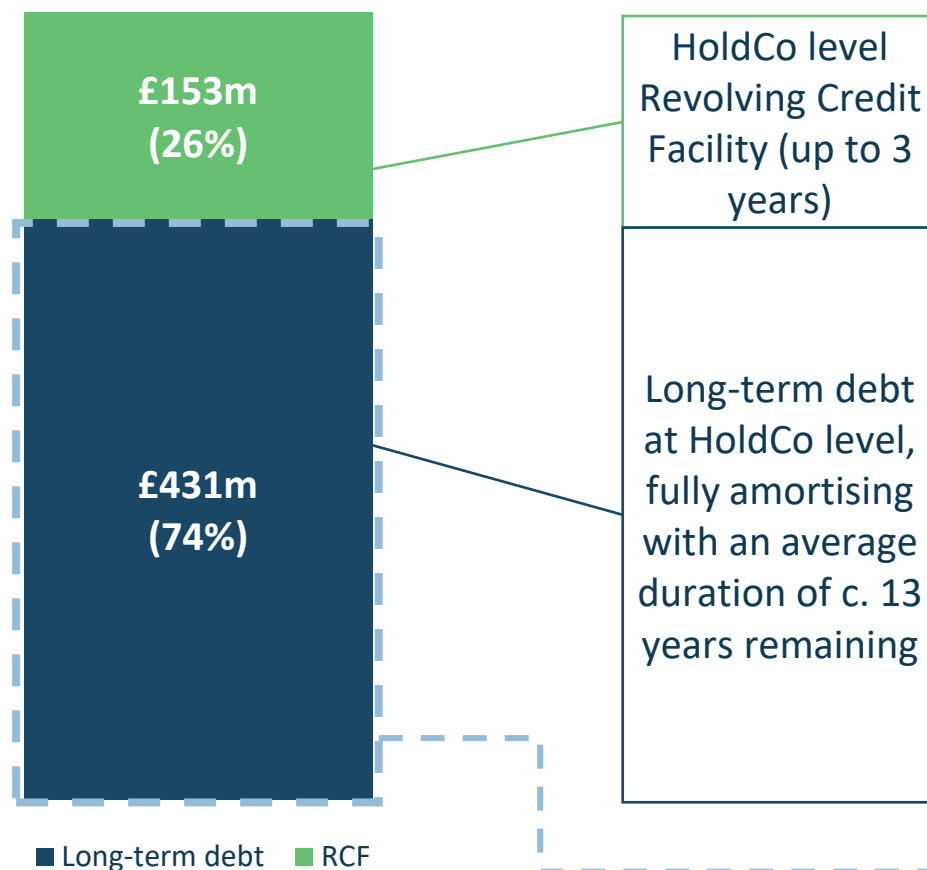 £153m
(26%)
HoldCo level
Revolving Credit
Facility (up to 3
years)
£431m
(74%)
Long-term debt
at HoldCo level,
fully amortising
with an average
duration of c. 13
years remaining
Long-term debt
RCF